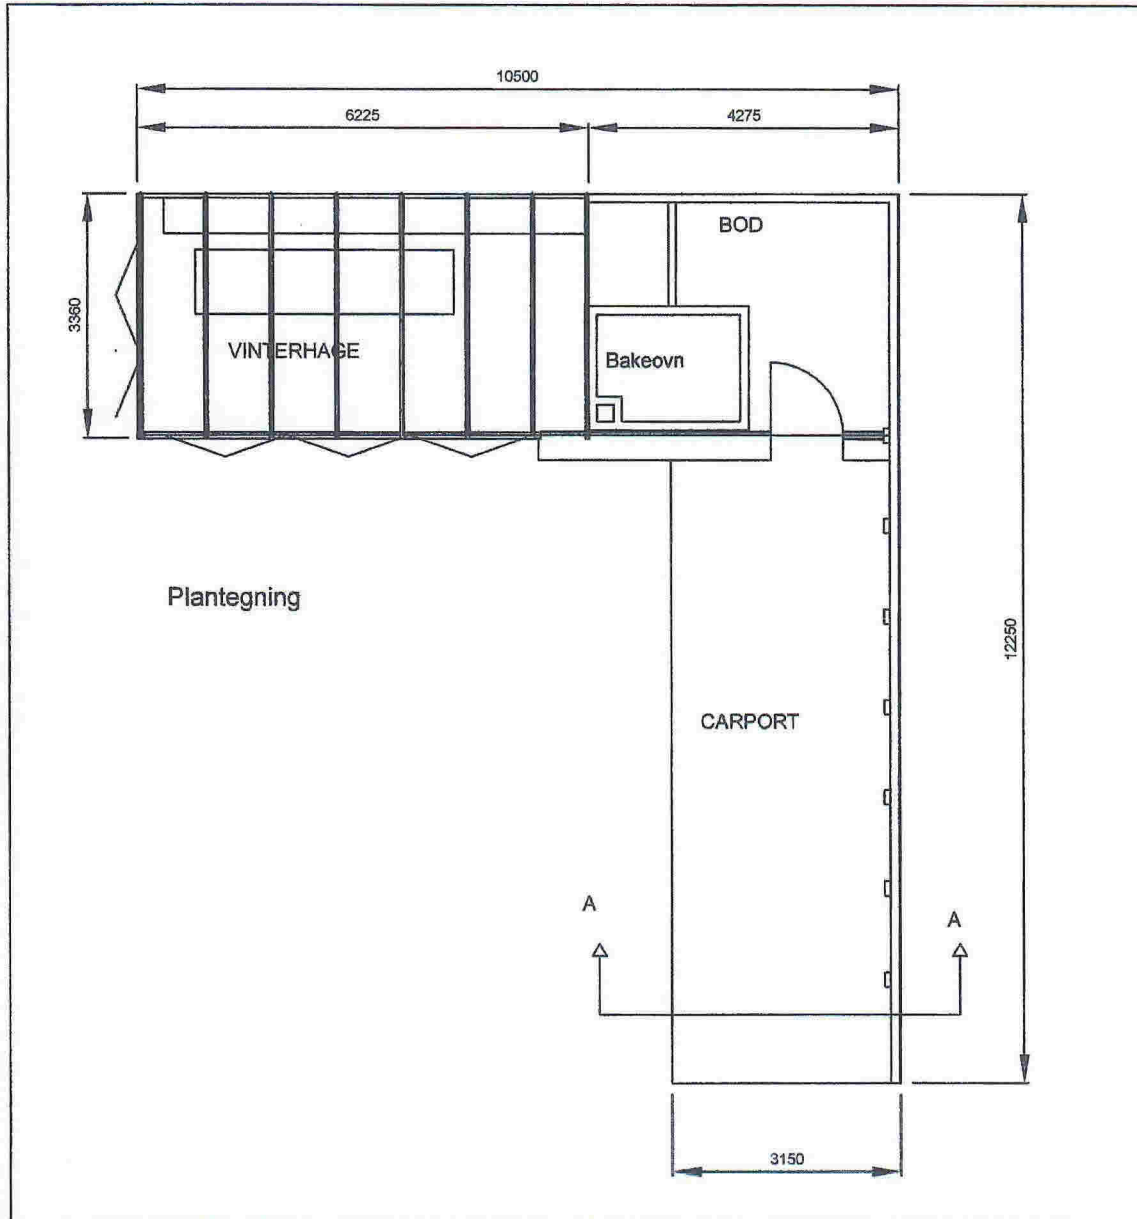 10500
6225
4275
BOD
3360
VINTERHAGE
Bakeovn
Plantegning
12250
CARPORT
A
A
3150